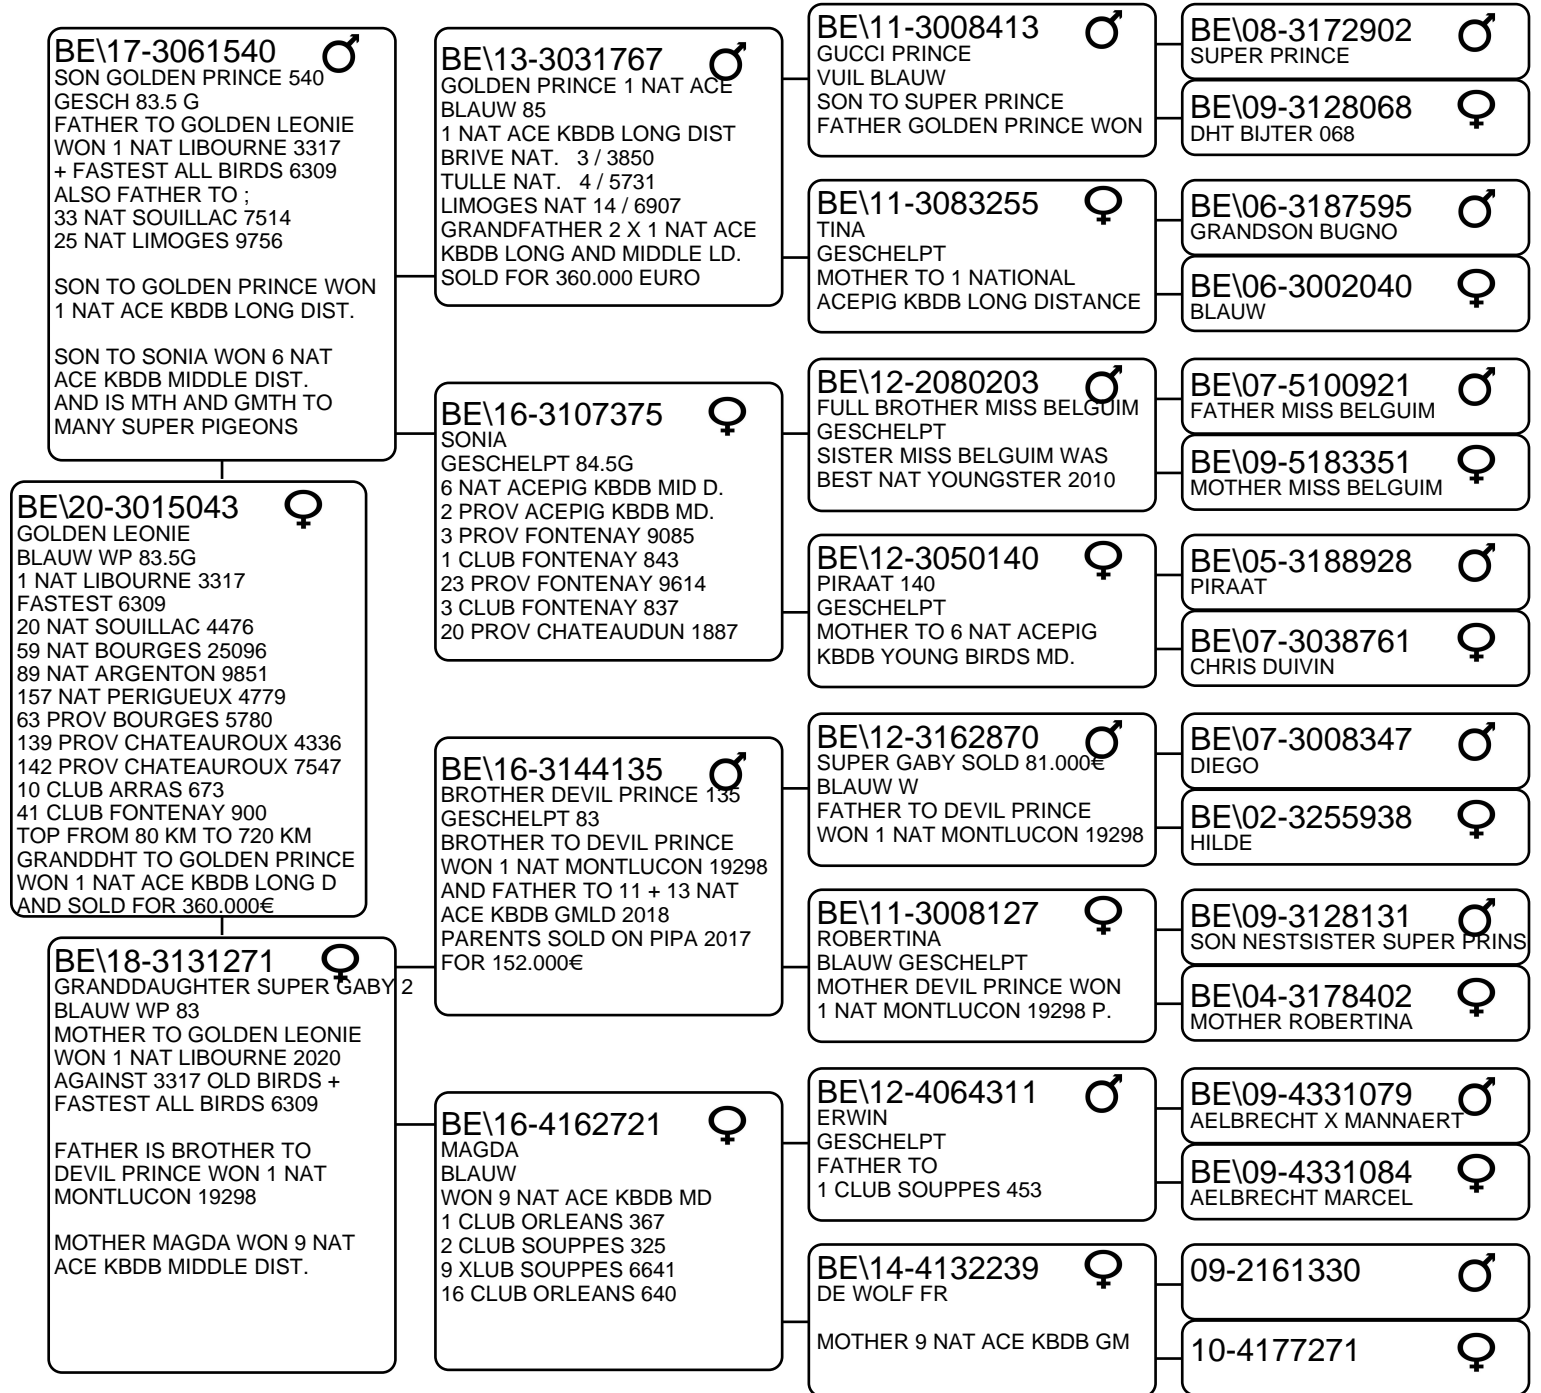 BE\17-3061540
SON GOLDEN PRINCE 540
GESCH 83.5 G
FATHER TO GOLDEN LEONIE
WON 1 NAT LIBOURNE 3317
+ FASTEST ALL BIRDS 6309
ALSO FATHER TO ;
33 NAT SOUILLAC 7514
25 NAT LIMOGES 9756
SON TO GOLDEN PRINCE WON
1 NAT ACE KBDB LONG DIST.
SON TO SONIA WON 6 NAT
ACE KBDB MIDDLE DIST.
AND IS MTH AND GMTH TO
MANY SUPER PIGEONS
BE\20-3015043
GOLDEN LEONIE
BLAUW WP 83.5G
1 NAT LIBOURNE 3317
FASTEST 6309
20 NAT SOUILLAC 4476
59 NAT BOURGES 25096
89 NAT ARGENTON 9851
157 NAT PERIGUEUX 4779
63 PROV BOURGES 5780
139 PROV CHATEAUROUX 4336
142 PROV CHATEAUROUX 7547
10 CLUB ARRAS 673
41 CLUB FONTENAY 900
TOP FROM 80 KM TO 720 KM
GRANDDHT TO GOLDEN PRINCE
WON 1 NAT ACE KBDB LONG D
AND SOLD FOR 360.000€
BE\18-3131271
GRANDDAUGHTER SUPER GABY 2
BLAUW WP 83
MOTHER TO GOLDEN LEONIE
WON 1 NAT LIBOURNE 2020
AGAINST 3317 OLD BIRDS +
FASTEST ALL BIRDS 6309
FATHER IS BROTHER TO
DEVIL PRINCE WON 1 NAT
MONTLUCON 19298
MOTHER MAGDA WON 9 NAT
ACE KBDB MIDDLE DIST.
BE\13-3031767
GOLDEN PRINCE 1 NAT ACE
BLAUW 85
1 NAT ACE KBDB LONG DIST
BRIVE NAT. 3 / 3850
TULLE NAT. 4 / 5731
LIMOGES NAT 14 / 6907
GRANDFATHER 2 X 1 NAT ACE
KBDB LONG AND MIDDLE LD.
SOLD FOR 360.000 EURO
BE\16-3107375
SONIA
GESCHELPT 84.5G
6 NAT ACEPIG KBDB MID D.
2 PROV ACEPIG KBDB MD.
3 PROV FONTENAY 9085
1 CLUB FONTENAY 843
23 PROV FONTENAY 9614
3 CLUB FONTENAY 837
20 PROV CHATEAUDUN 1887
BE\16-3144135
BROTHER DEVIL PRINCE 135
GESCHELPT 83
BROTHER TO DEVIL PRINCE
WON 1 NAT MONTLUCON 19298
AND FATHER TO 11 + 13 NAT
ACE KBDB GMLD 2018
PARENTS SOLD ON PIPA 2017
FOR 152.000€
BE\16-4162721
MAGDA
BLAUW
WON 9 NAT ACE KBDB MD
1 CLUB ORLEANS 367
2 CLUB SOUPPES 325
9 XLUB SOUPPES 6641
16 CLUB ORLEANS 640
BE\11-3008413
GUCCI PRINCE
VUIL BLAUW
SON TO SUPER PRINCE
FATHER GOLDEN PRINCE WON
BE\11-3083255
TINA
GESCHELPT
MOTHER TO 1 NATIONAL
ACEPIG KBDB LONG DISTANCE
BE\12-2080203
FULL BROTHER MISS BELGUIM
GESCHELPT
SISTER MISS BELGUIM WAS
BEST NAT YOUNGSTER 2010
BE\12-3050140
PIRAAT 140
GESCHELPT
MOTHER TO 6 NAT ACEPIG
KBDB YOUNG BIRDS MD.
BE\12-3162870
SUPER GABY SOLD 81.000€
BLAUW W
FATHER TO DEVIL PRINCE
WON 1 NAT MONTLUCON 19298
BE\11-3008127
ROBERTINA
BLAUW GESCHELPT
MOTHER DEVIL PRINCE WON
1 NAT MONTLUCON 19298 P.
BE\12-4064311
ERWIN
GESCHELPT
FATHER TO
1 CLUB SOUPPES 453
BE\14-4132239
DE WOLF FR
MOTHER 9 NAT ACE KBDB GM
BE\08-3172902
SUPER PRINCE
BE\09-3128068
DHT BIJTER 068
BE\06-3187595
GRANDSON BUGNO
BE\06-3002040
BLAUW
BE\07-5100921
FATHER MISS BELGUIM
BE\09-5183351
MOTHER MISS BELGUIM
BE\05-3188928
PIRAAT
BE\07-3038761
CHRIS DUIVIN
BE\07-3008347
DIEGO
BE\02-3255938
HILDE
BE\09-3128131
SON NESTSISTER SUPER PRINS
BE\04-3178402
MOTHER ROBERTINA
BE\09-4331079
AELBRECHT X MANNAERT
BE\09-4331084
AELBRECHT MARCEL
09-2161330
10-4177271